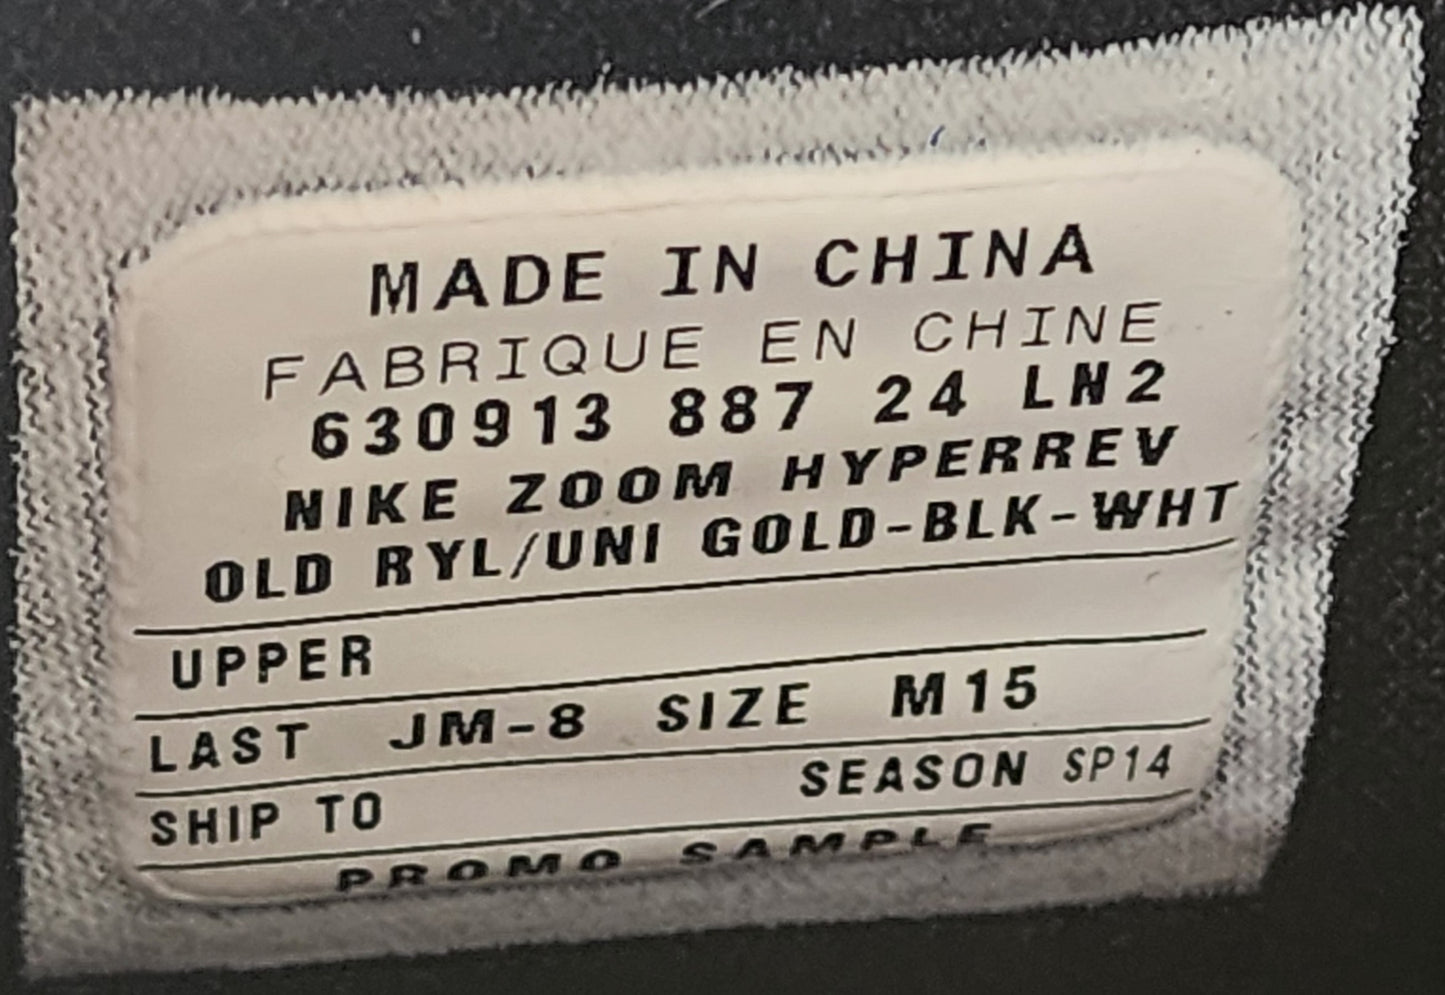 MADE IN CHINA
FABRIQUE EN CHINE
630913 887 24 LN2
NIKE ZOOM HYPERREV
OLD RYL/UNI GOLD-BLK-WHT
UPPER
LAST JM-8 SIZE M15
SHIP TO SEASON SP14
PROMO SAMPLE